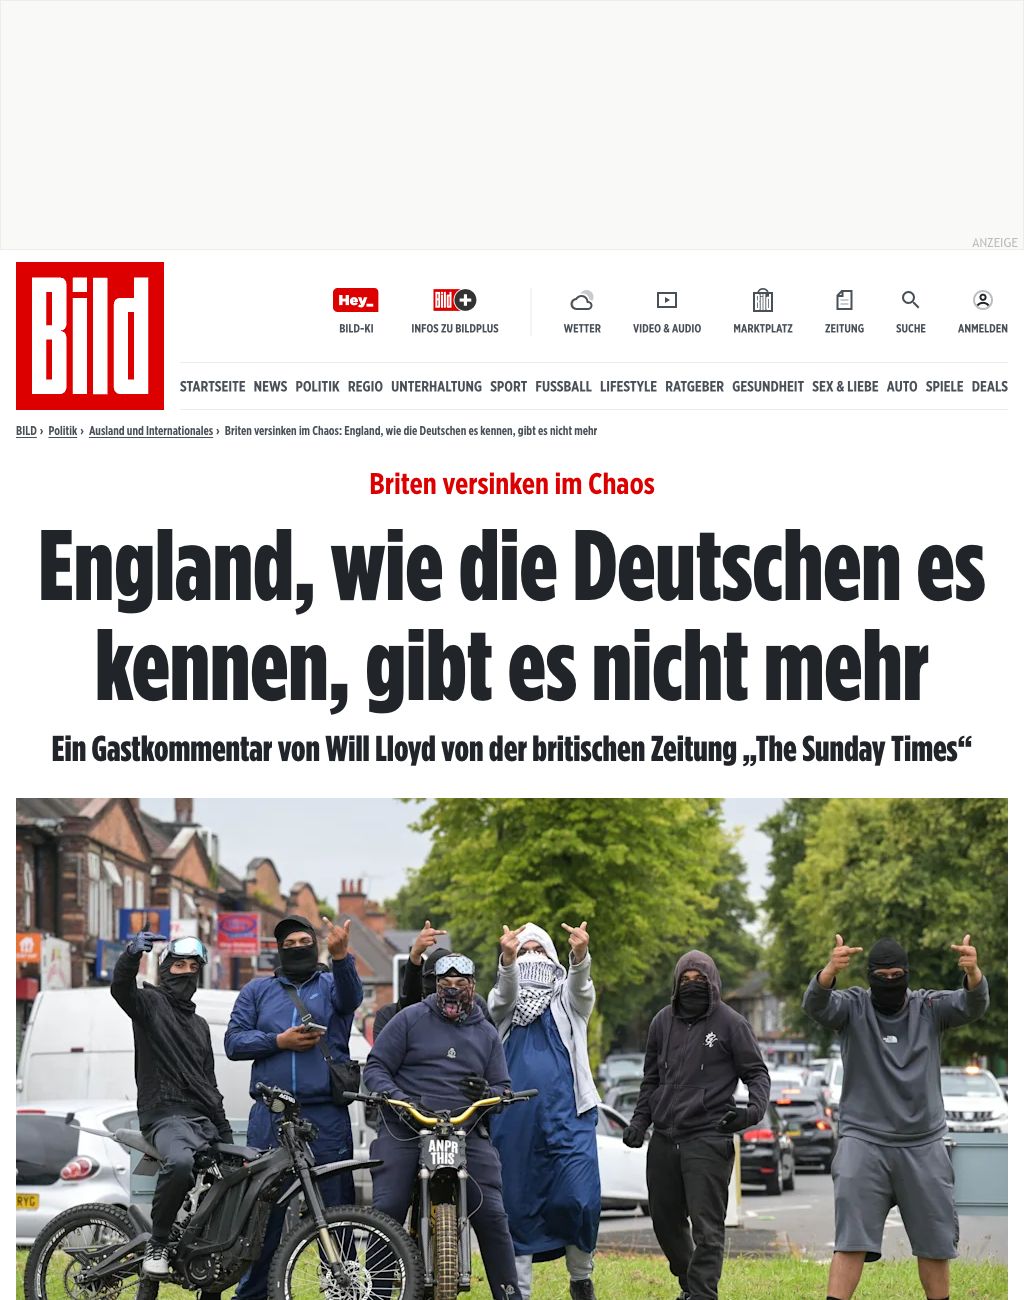 ANZEIGE
Bild
Hey_
BILD-KI
Bild
INFOS ZU BILDPLUS
WETTER
VIDEO & AUDIO
Bild
MARKTPLATZ
ZEITUNG
SUCHE
ANMELDEN
STARTSEITE NEWS POLITIK REGIO UNTERHALTUNG SPORT FUSSBALL LIFESTYLE RATGEBER GESUNDHEIT SEX & LIEBE AUTO SPIELE DEALS
BILD › Politik › Ausland und Internationales › Briten versinken im Chaos: England, wie die Deutschen es kennen, gibt es nicht mehr
Briten versinken im Chaos
England, wie die Deutschen es
kennen, gibt es nicht mehr
Ein Gastkommentar von Will Lloyd von der britischen Zeitung „The Sunday Times“
ANPR
THIS
RYG